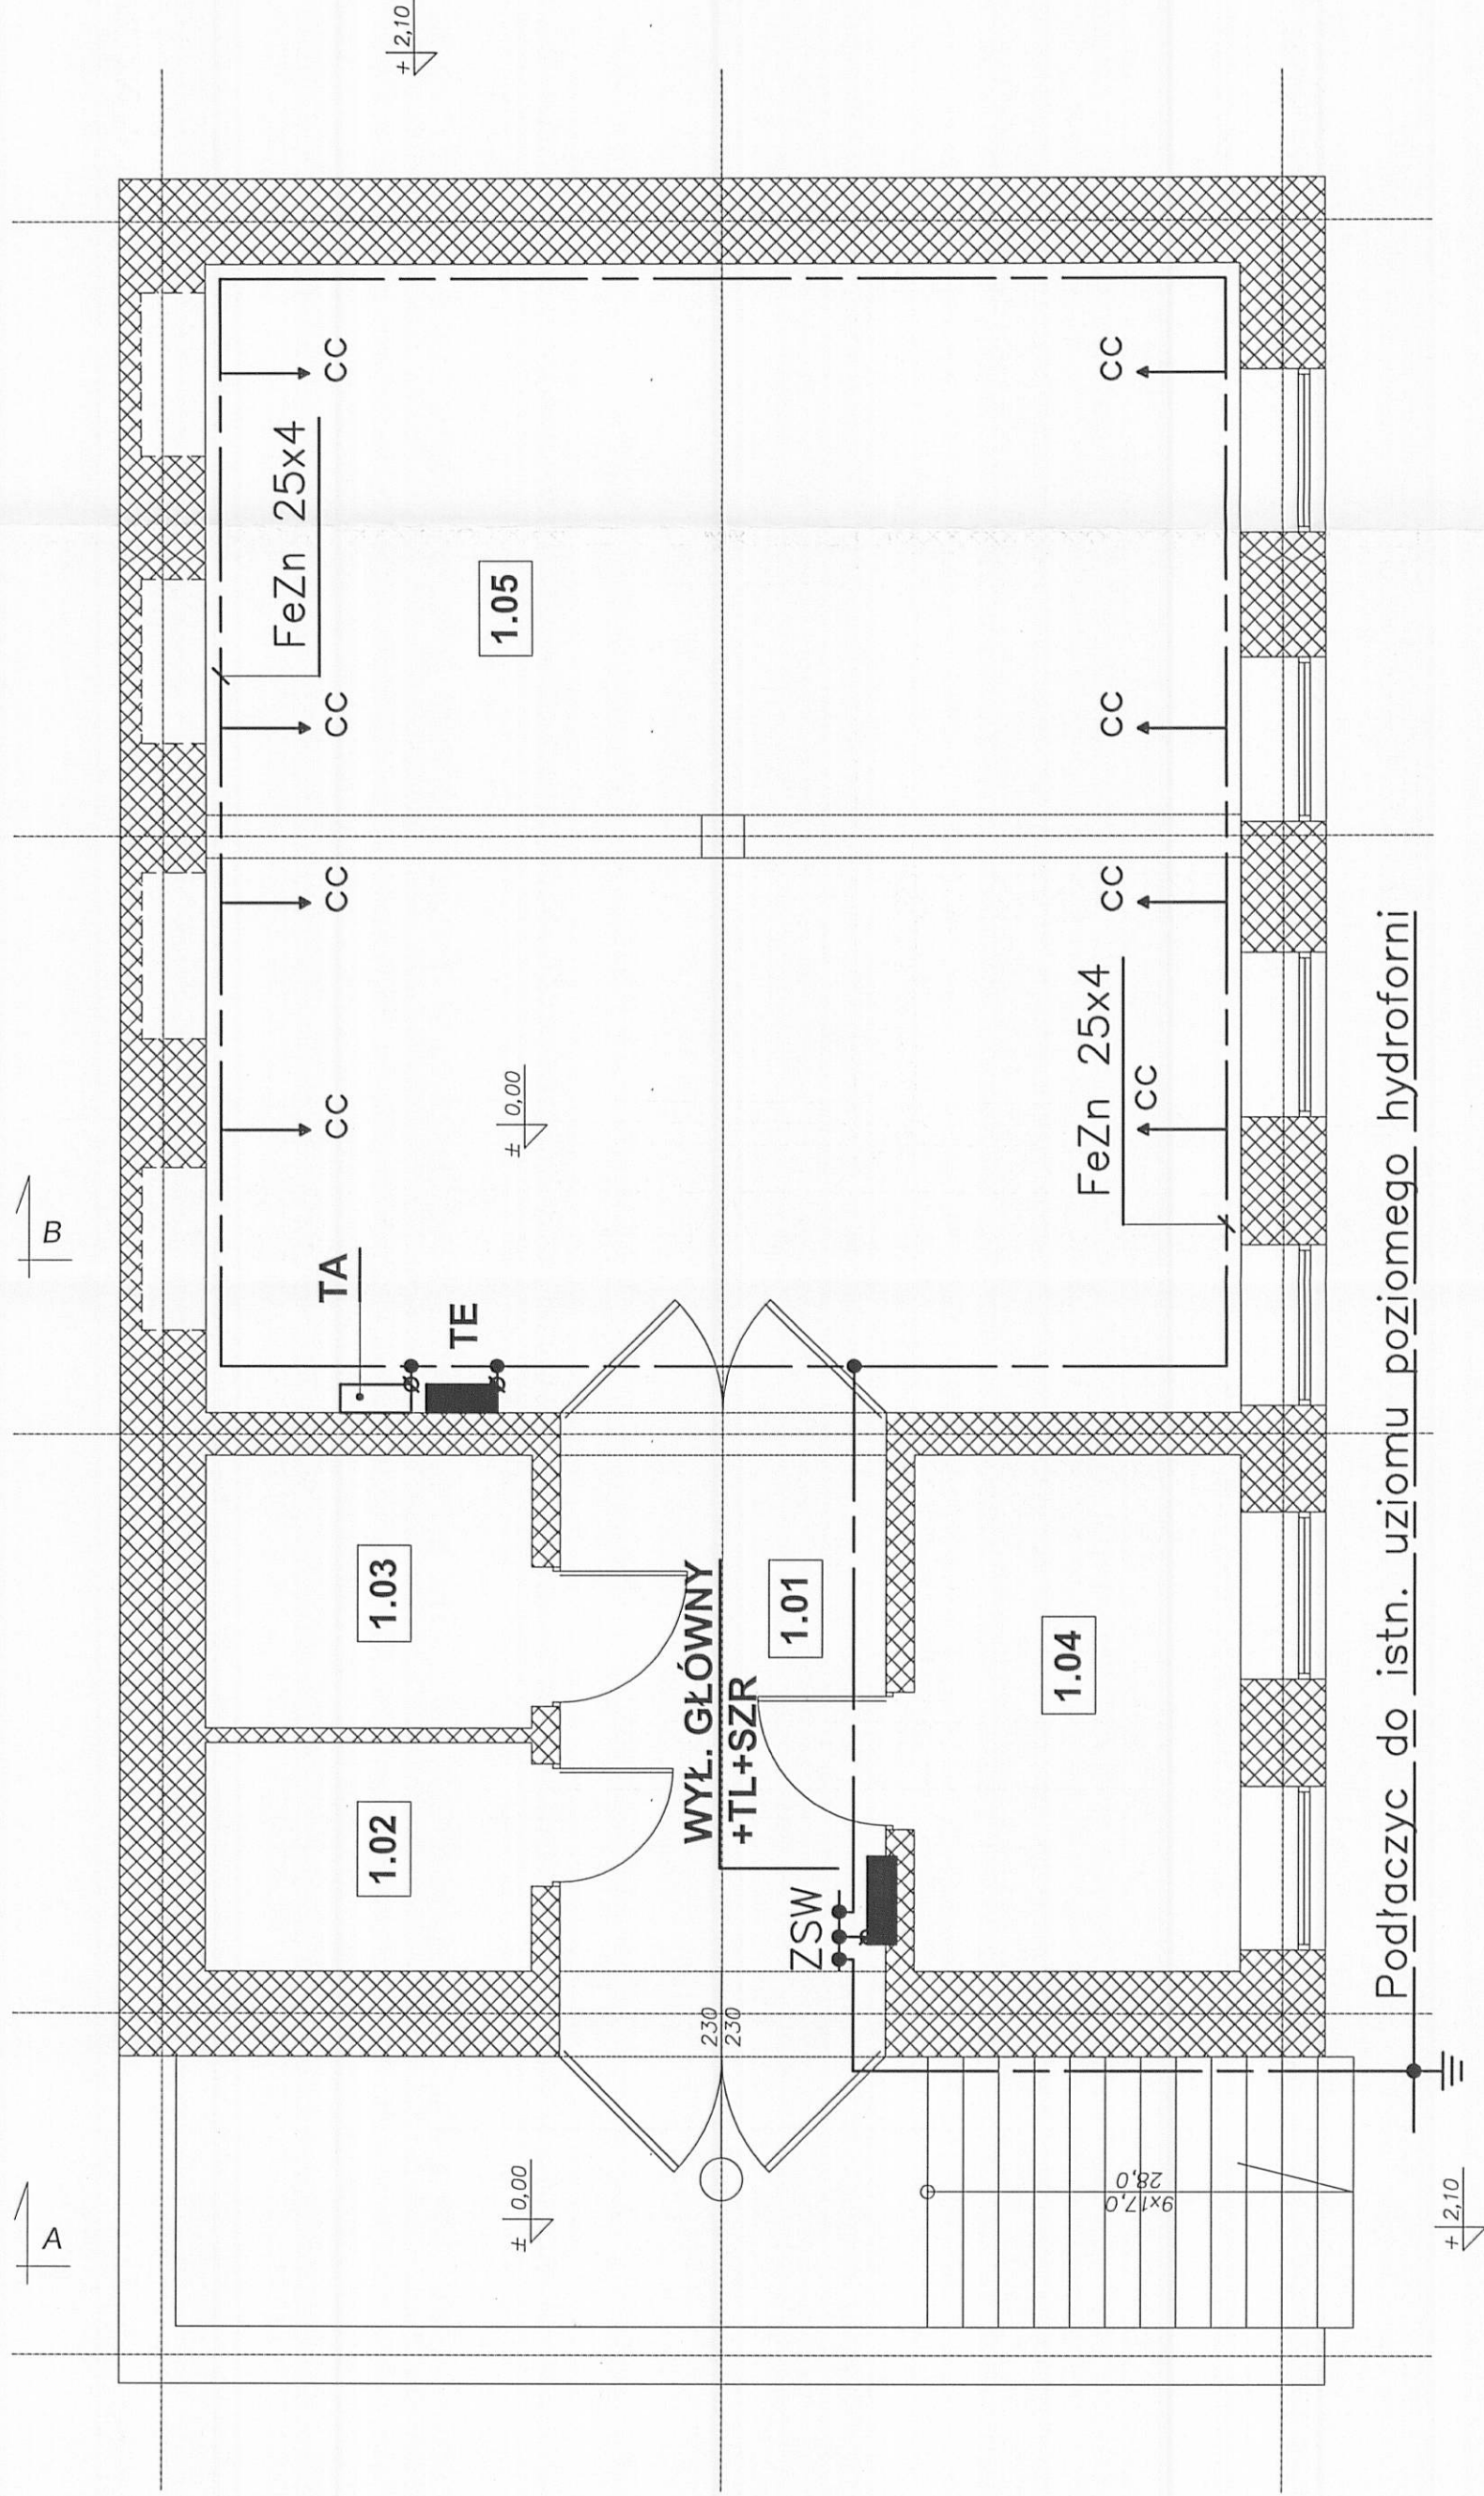 + 2,10
CC
CC
FeZn 25x4
1.05
CC
CC
CC
CC
± 0,00
CC
CC
FeZn 25x4
B
TA
TE
1.03
1.02
WYŁ. GŁÓWNY
+TL+SZR
1.01
1.04
ZSW
230
230
Podłaczyc do istn. uziomu poziomego hydroforni
A
± 0,00
9x17,0
28,0
+ 2,10